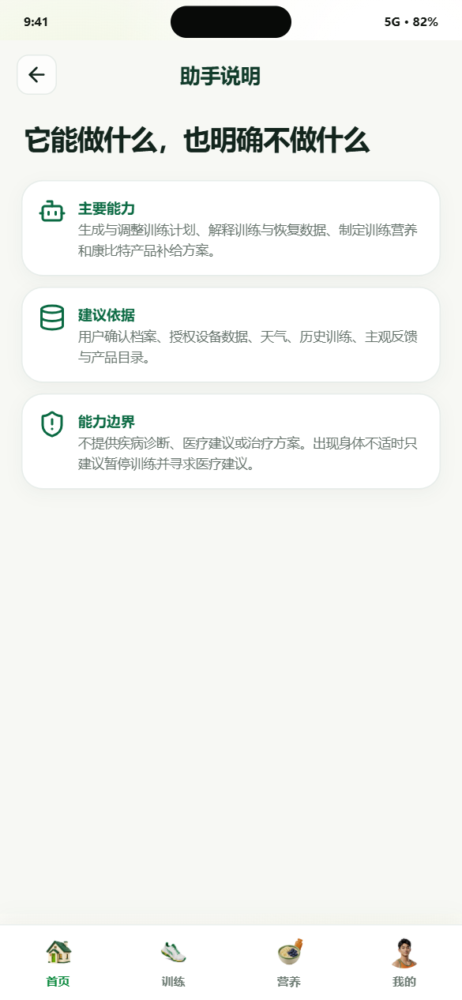 9:41
5G • 82%
助手说明
它能做什么，也明确不做什么
主要能力
生成与调整训练计划、解释训练与恢复数据、制定训练营养
和康比特产品补给方案。
建议依据
用户确认档案、授权设备数据、天气、历史训练、主观反馈
与产品目录。
能力边界
不提供疾病诊断、医疗建议或治疗方案。出现身体不适时只
建议暂停训练并寻求医疗建议。
首页
训练
营养
我的